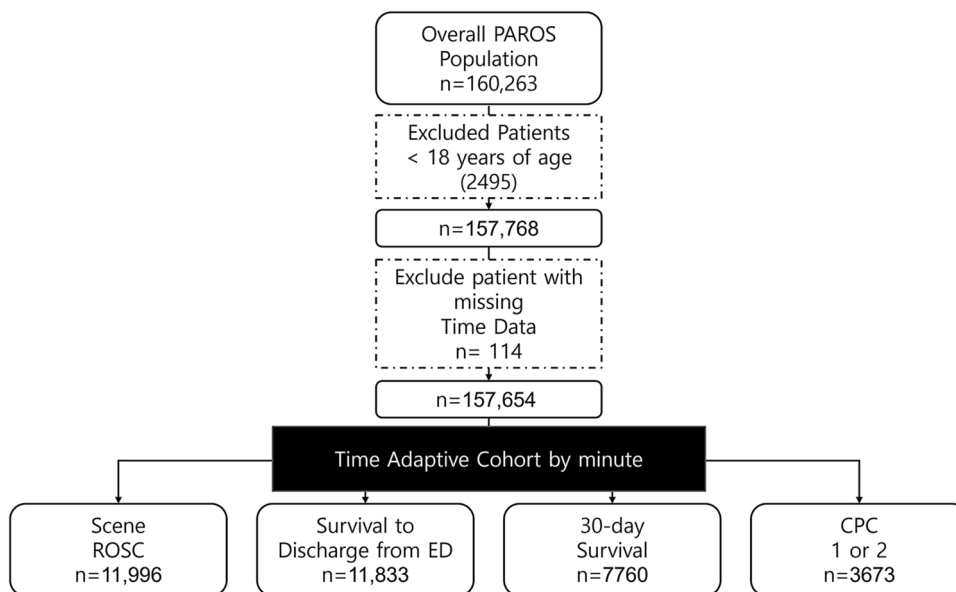 Overall PAROS
Population
n=160,263
Excluded Patients
< 18 years of age
(2495)
n=157,768
Exclude patient with
missing
Time Data
n= 114
n=157,654
Time Adaptive Cohort by minute
Scene
ROSC
n=11,996
Survival to
Discharge from ED
n=11,833
30-day
Survival
n=7760
CPC
1 or 2
n=3673